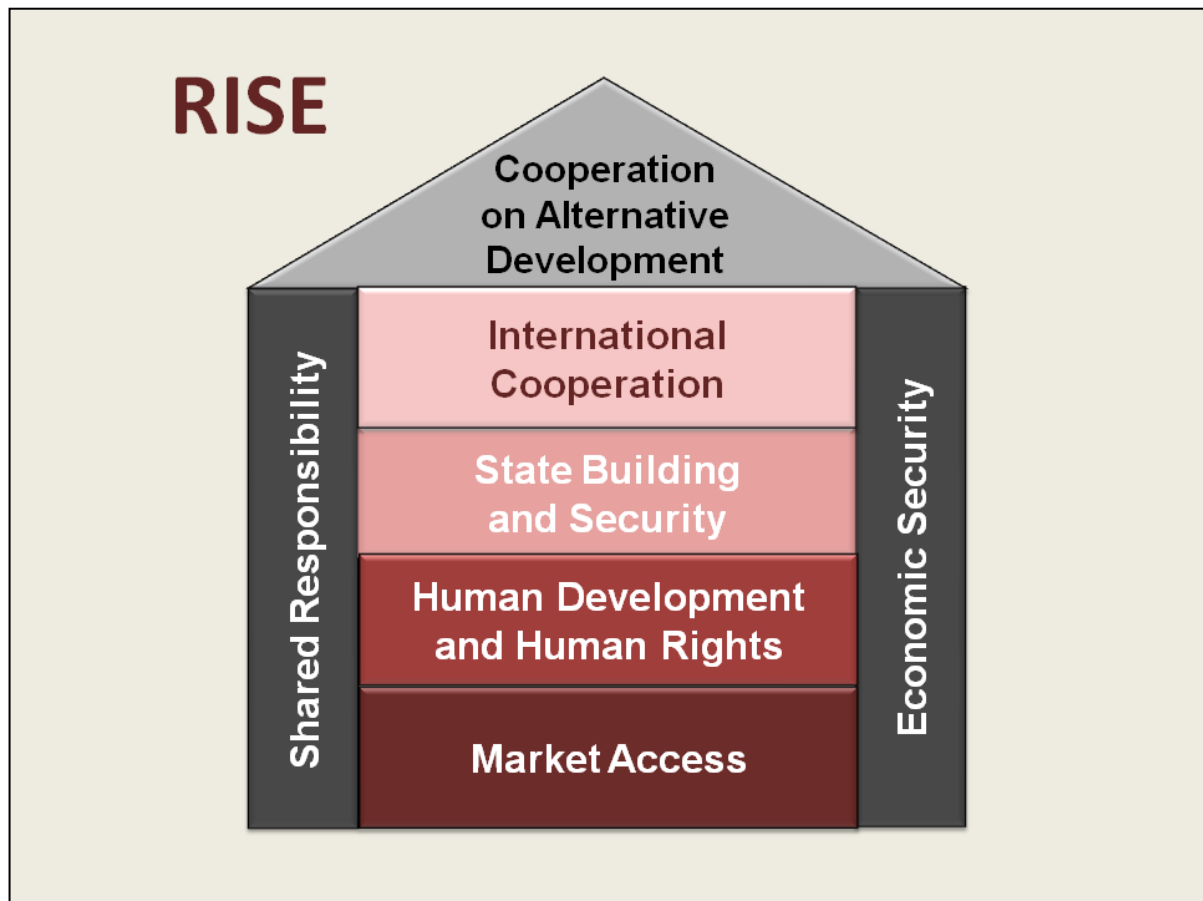 RISE
Cooperation
on Alternative
Development
Shared Responsibility
International
Cooperation
State Building
and Security
Human Development
and Human Rights
Market Access
Economic Security